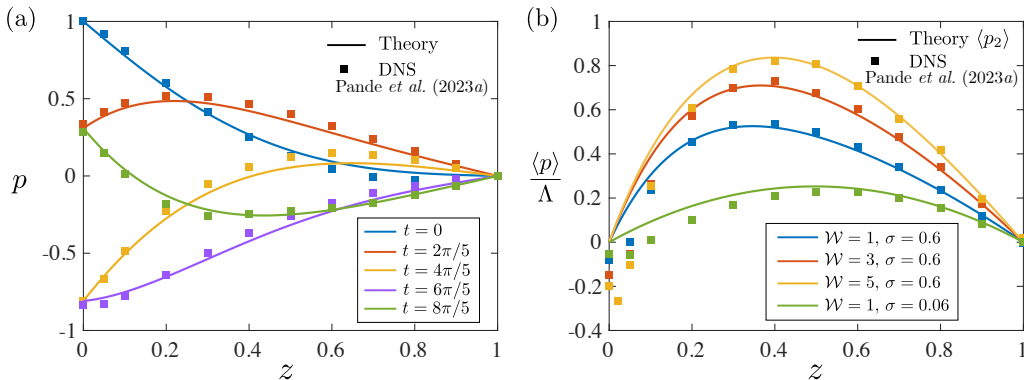 (a)
1
0.5
0
-0.5
-1
p
0
0.2
0.4
0.6
0.8
1
z
Theory
DNS
Pande et al. (2023a)
t = 0
t = 2π/5
t = 4π/5
t = 6π/5
t = 8π/5
(b)
1
0.8
0.6
0.4
0.2
0
-0.2
-0.4
⟨p⟩
Λ
0
0.2
0.4
0.6
0.8
1
z
Theory ⟨p₂⟩
DNS
Pande et al. (2023a)
𝒲 = 1, σ = 0.6
𝒲 = 3, σ = 0.6
𝒲 = 5, σ = 0.6
𝒲 = 1, σ = 0.06